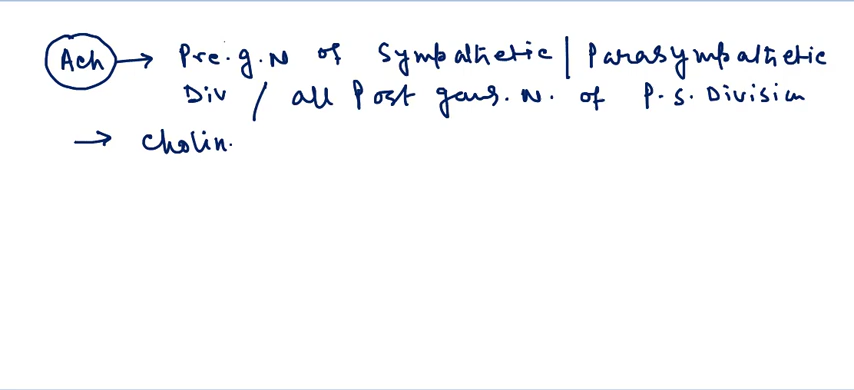 Ach → Pre.g.N of Sympathetic | Parasympathetic
Div / all Post gang. N. of P.S. Division
→ Cholin.